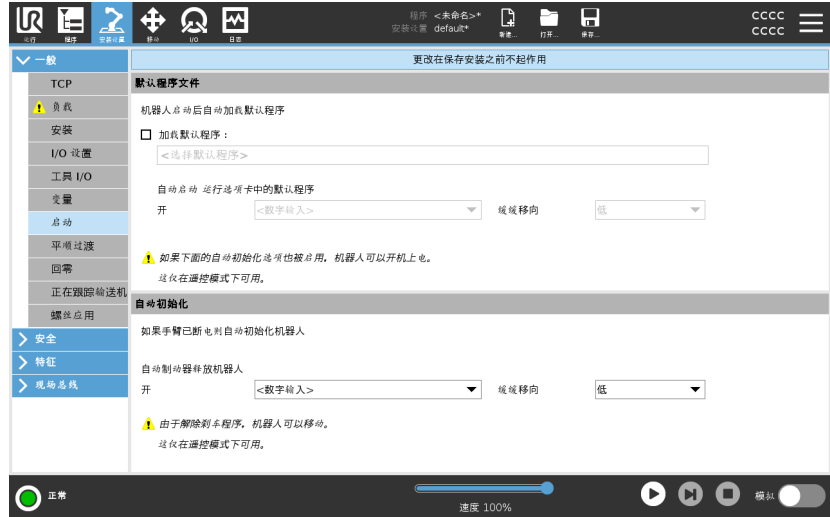 UR
运行
程序
安装设置
移动
I/O
日志
程序 <未命名>*
安装设置 default*
新建...
打开...
保存...
cccc
cccc
一般
TCP
负载
安装
I/O 设置
工具 I/O
变量
启动
平顺过渡
回零
正在跟踪输送机
螺丝应用
安全
特征
现场总线
更改在保存安装之前不起作用
默认程序文件
机器人启动后自动加载默认程序
加载默认程序：
<选择默认程序>
自动启动 运行选项卡中的默认程序
开 <数字输入> 缓缓移向 低
如果下面的自动初始化选项也被启用，机器人可以开机上电。
这仅在遥控模式下可用。
自动初始化
如果手臂已断电则自动初始化机器人
自动制动器释放机器人
开 <数字输入> 缓缓移向 低
由于解除刹车程序，机器人可以移动。
这仅在遥控模式下可用。
正常
速度 100%
模拟